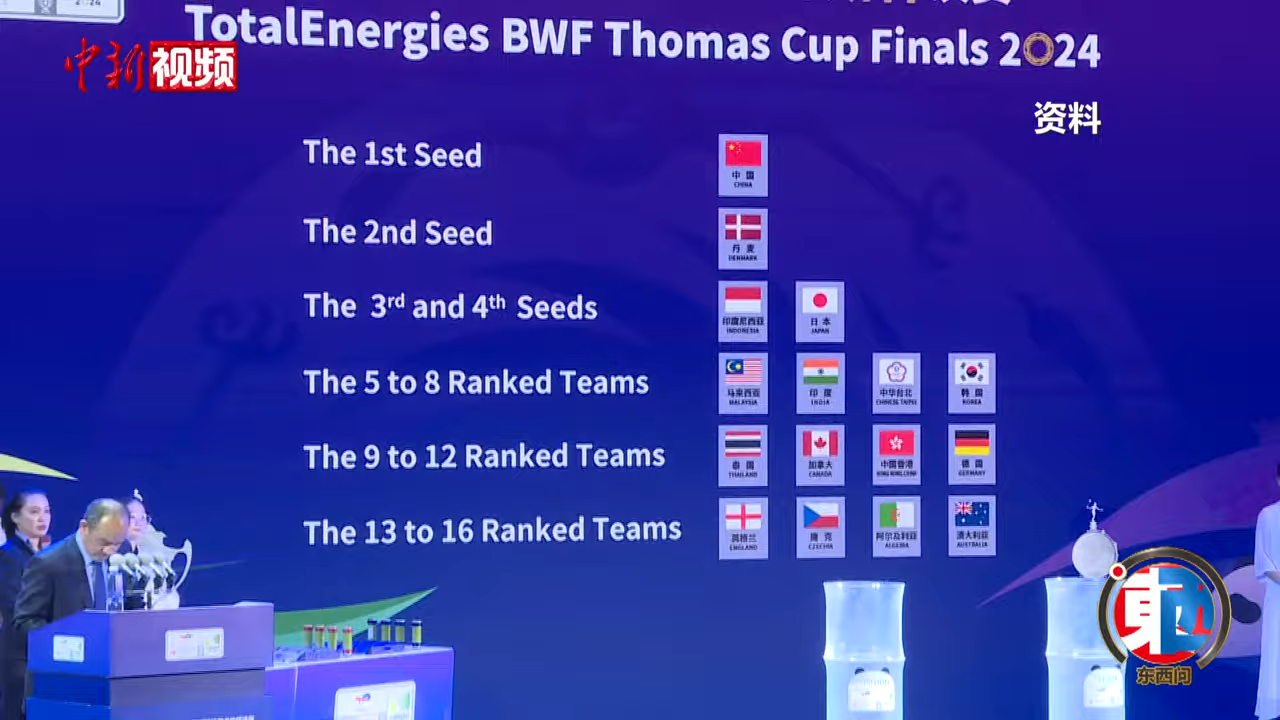 TotalEnergies BWF Thomas Cup Finals 2024
中新视频
资料
The 1st Seed
中国
CHINA
The 2nd Seed
丹麦
DENMARK
The 3rd and 4th Seeds
印度尼西亚
INDONESIA
日本
JAPAN
The 5 to 8 Ranked Teams
马来西亚
MALAYSIA
印度
INDIA
中华台北
CHINESE TAIPEI
韩国
KOREA
The 9 to 12 Ranked Teams
泰国
THAILAND
加拿大
CANADA
中国香港
HONG KONG, CHINA
德国
GERMANY
The 13 to 16 Ranked Teams
英格兰
ENGLAND
捷克
CZECHIA
阿尔及利亚
ALGERIA
澳大利亚
AUSTRALIA
東西
东西问